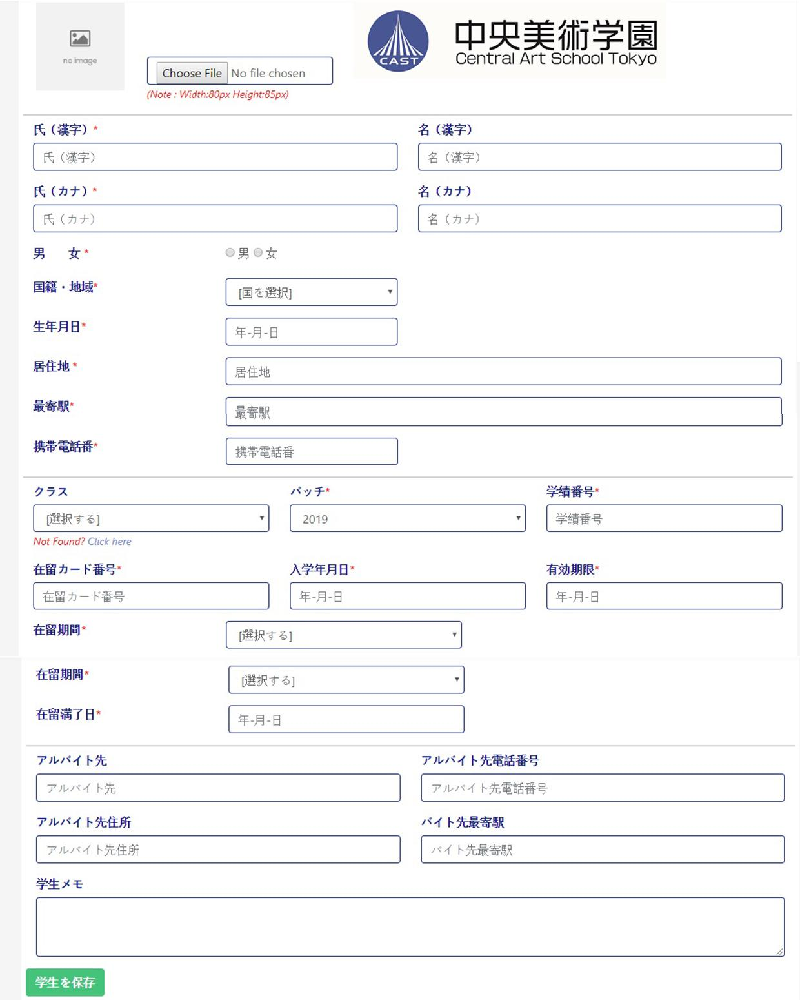 no image
Choose File No file chosen
(Note : Width:80px Height:85px)
CAST
中央美術学園
Central Art School Tokyo
氏（漢字）* 名（漢字）
氏（漢字） 名（漢字）
氏（カナ）* 名（カナ）
氏（カナ） 名（カナ）
男 女* 男 女
国籍・地域* [国を選択]
生年月日* 年-月-日
居住地* 居住地
最寄駅* 最寄駅
携帯電話番* 携帯電話番
クラス バッチ* 学績番号*
[選択する] 2019 学績番号
Not Found? Click here
在留カード番号* 入学年月日* 有効期限*
在留カード番号 年-月-日 年-月-日
在留期間* [選択する]
在留期間* [選択する]
在留満了日* 年-月-日
アルバイト先 アルバイト先電話番号
アルバイト先 アルバイト先電話番号
アルバイト先住所 バイト先最寄駅
アルバイト先住所 バイト先最寄駅
学生メモ
学生を保存